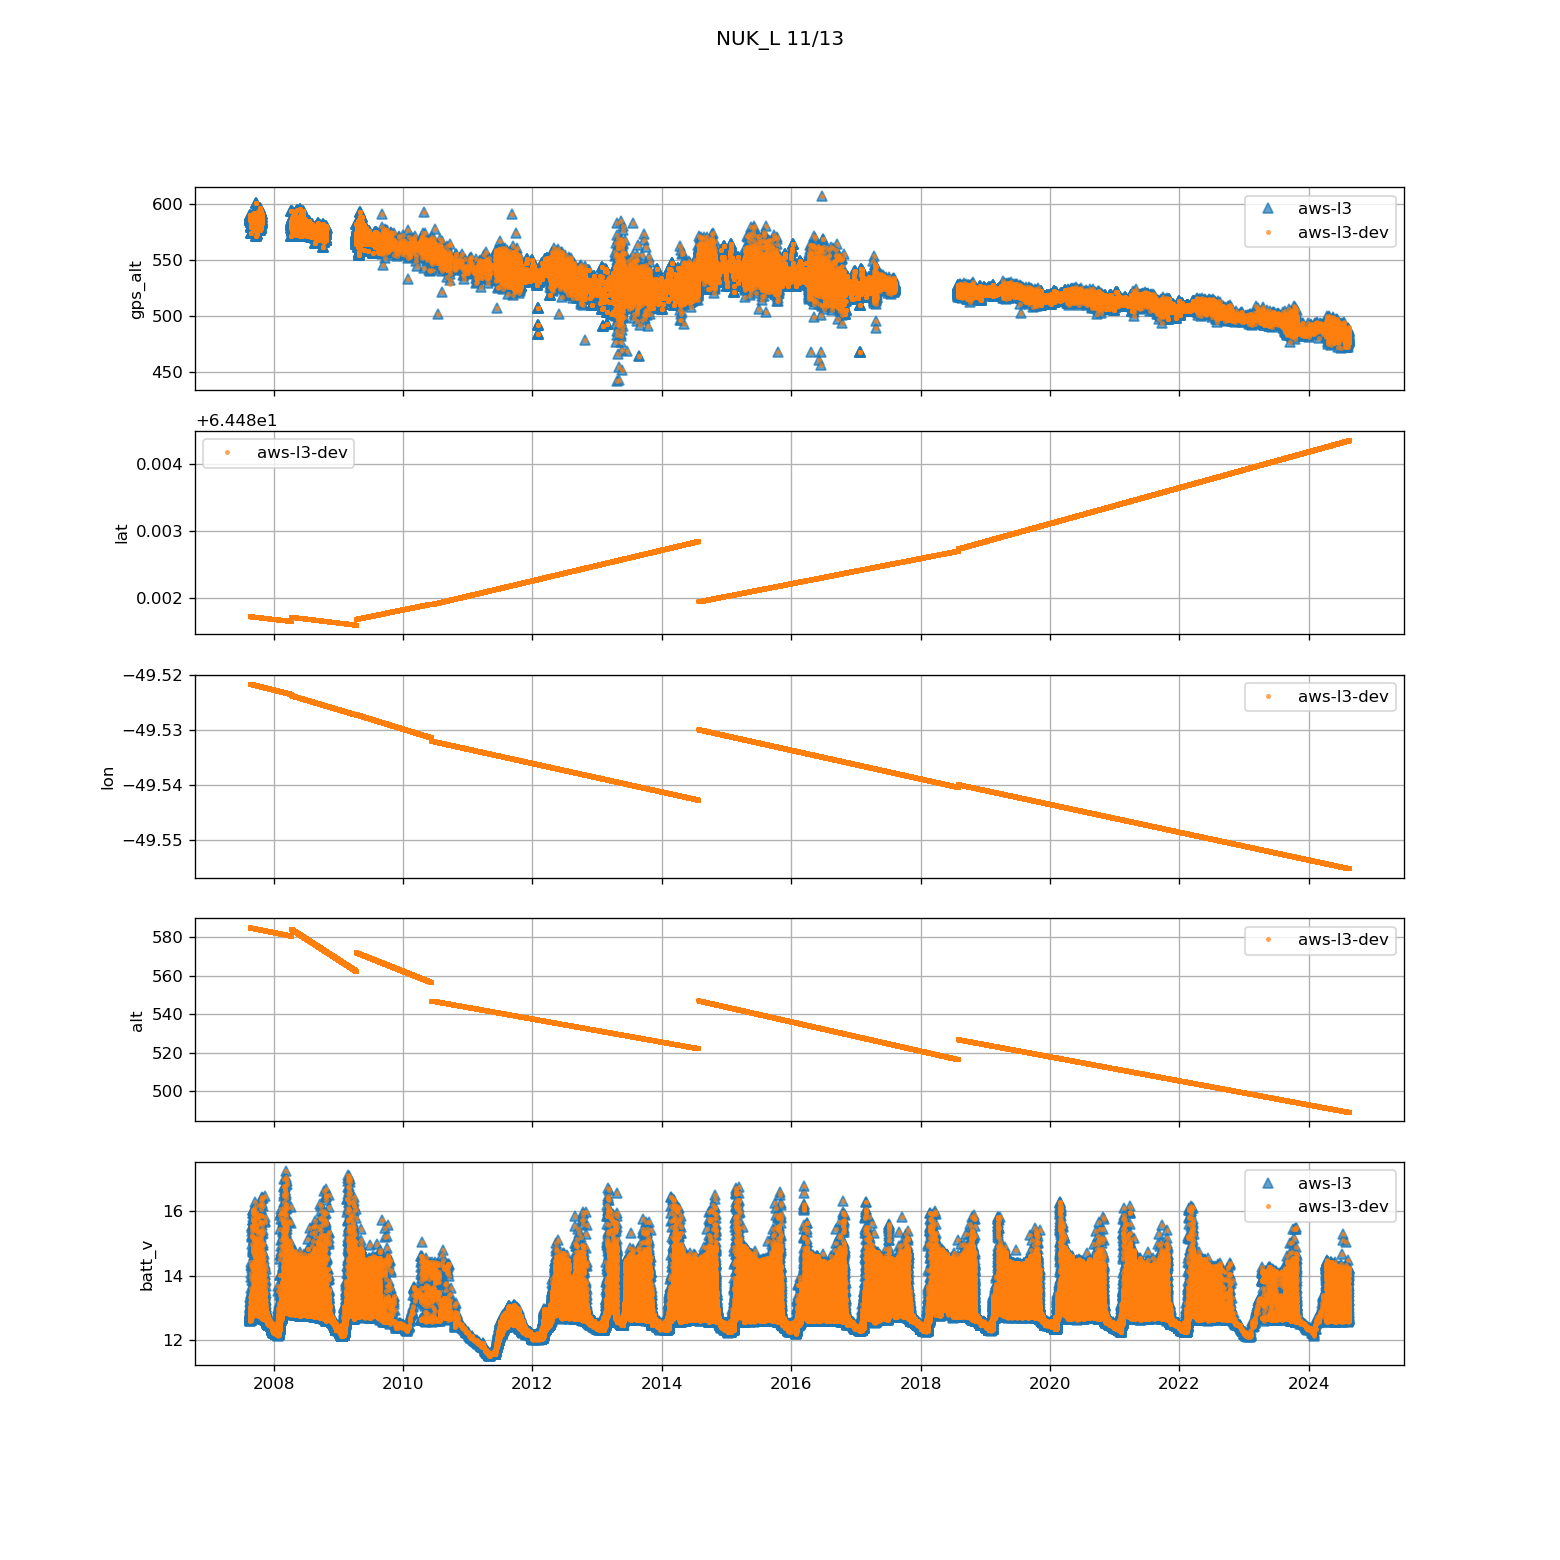 NUK_L 11/13
gps_alt
600
550
500
450
aws-l3
aws-l3-dev
+6.448e1
lat
0.004
0.003
0.002
aws-l3-dev
lon
−49.52
−49.53
−49.54
−49.55
aws-l3-dev
alt
580
560
540
520
500
aws-l3-dev
batt_v
16
14
12
aws-l3
aws-l3-dev
2008 2010 2012 2014 2016 2018 2020 2022 2024